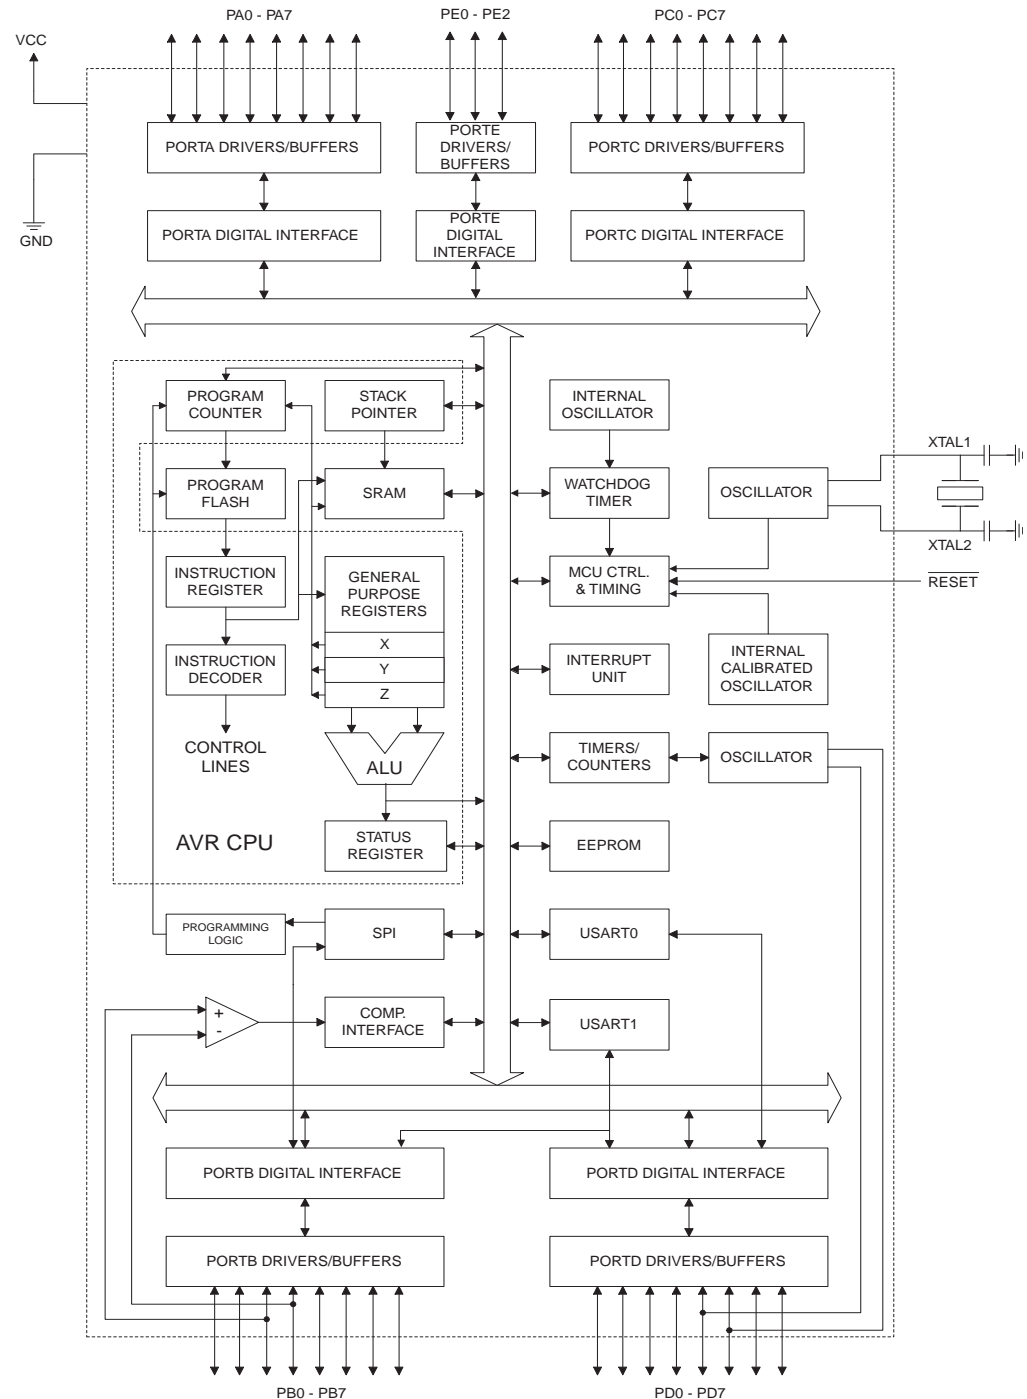 PA0 - PA7
PE0 - PE2
PC0 - PC7
VCC
PORTA DRIVERS/BUFFERS
PORTE
DRIVERS/
BUFFERS
PORTC DRIVERS/BUFFERS
GND
PORTA DIGITAL INTERFACE
PORTE
DIGITAL
INTERFACE
PORTC DIGITAL INTERFACE
PROGRAM
COUNTER
STACK
POINTER
INTERNAL
OSCILLATOR
XTAL1
PROGRAM
FLASH
SRAM
WATCHDOG
TIMER
OSCILLATOR
XTAL2
INSTRUCTION
REGISTER
GENERAL
PURPOSE
REGISTERS
MCU CTRL.
& TIMING
RESET
X
INSTRUCTION
DECODER
Y
INTERRUPT
UNIT
INTERNAL
CALIBRATED
OSCILLATOR
Z
CONTROL
LINES
ALU
TIMERS/
COUNTERS
OSCILLATOR
AVR CPU
STATUS
REGISTER
EEPROM
PROGRAMMING
LOGIC
SPI
USART0
+
-
COMP.
INTERFACE
USART1
PORTB DIGITAL INTERFACE
PORTD DIGITAL INTERFACE
PORTB DRIVERS/BUFFERS
PORTD DRIVERS/BUFFERS
PB0 - PB7
PD0 - PD7